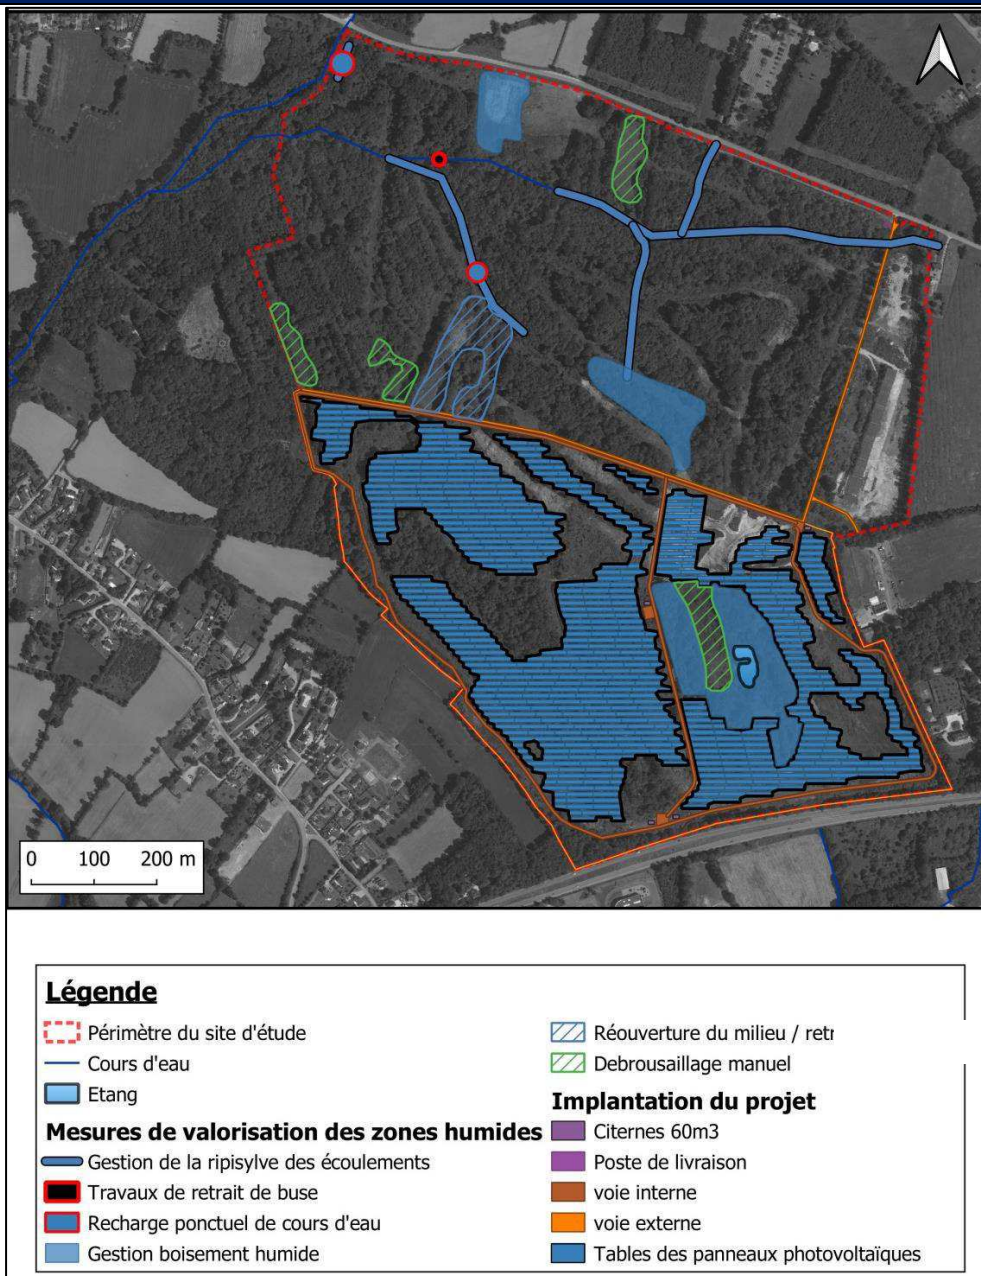 0 100 200 m
Légende
Périmètre du site d'étude
Cours d'eau
Etang
Mesures de valorisation des zones humides
Gestion de la ripisylve des écoulements
Travaux de retrait de buse
Recharge ponctuel de cours d'eau
Gestion boisement humide
Réouverture du milieu / retr
Debrousaillage manuel
Implantation du projet
Citernes 60m3
Poste de livraison
voie interne
voie externe
Tables des panneaux photovoltaïques